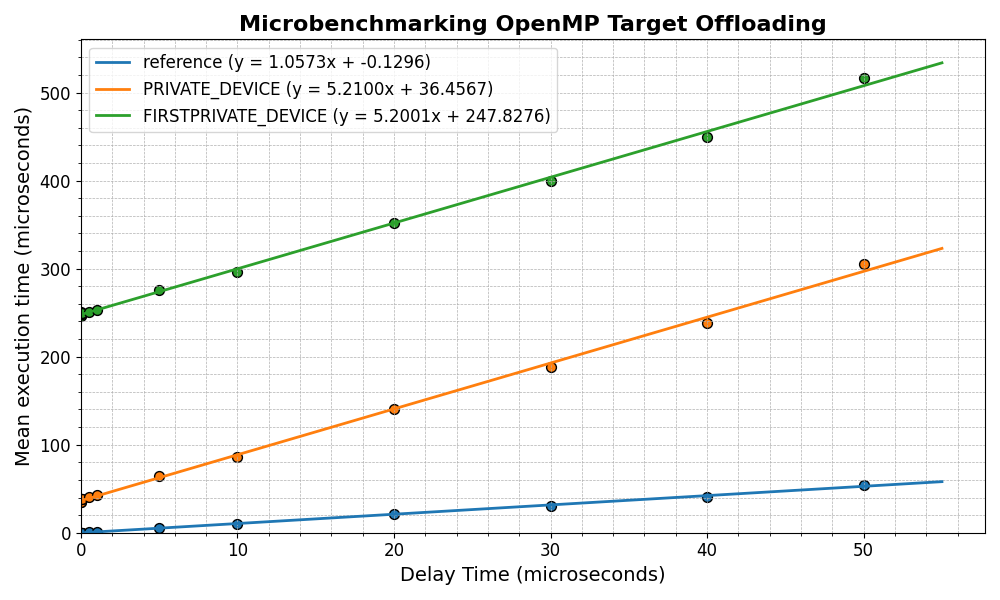 Microbenchmarking OpenMP Target Offloading
reference (y = 1.0573x + -0.1296)
PRIVATE_DEVICE (y = 5.2100x + 36.4567)
FIRSTPRIVATE_DEVICE (y = 5.2001x + 247.8276)
Mean execution time (microseconds)
500
400
300
200
100
0
0 10 20 30 40 50
Delay Time (microseconds)